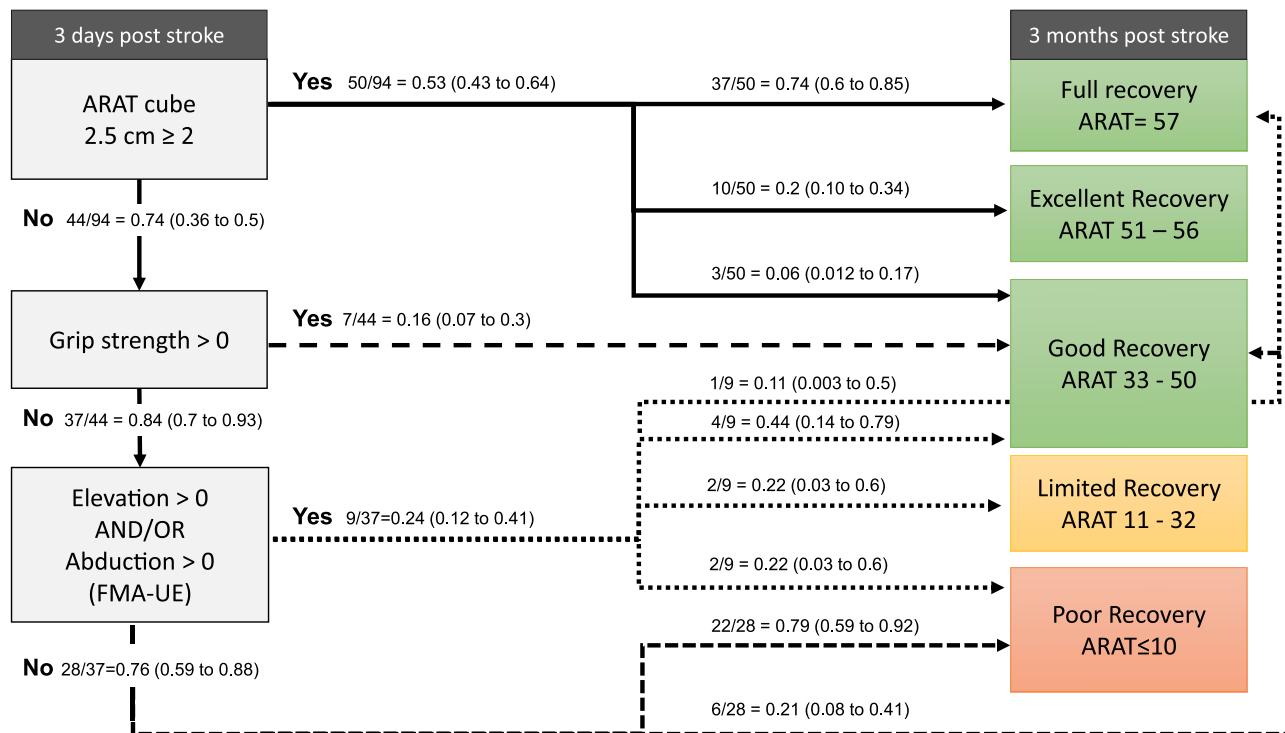 3 days post stroke
3 months post stroke
ARAT cube
2.5 cm ≥ 2
Yes 50/94 = 0.53 (0.43 to 0.64)
37/50 = 0.74 (0.6 to 0.85)
Full recovery
ARAT= 57
10/50 = 0.2 (0.10 to 0.34)
Excellent Recovery
ARAT 51 – 56
No 44/94 = 0.74 (0.36 to 0.5)
3/50 = 0.06 (0.012 to 0.17)
Grip strength > 0
Yes 7/44 = 0.16 (0.07 to 0.3)
Good Recovery
ARAT 33 - 50
1/9 = 0.11 (0.003 to 0.5)
No 37/44 = 0.84 (0.7 to 0.93)
4/9 = 0.44 (0.14 to 0.79)
Elevation > 0
AND/OR
Abduction > 0
(FMA-UE)
Yes 9/37=0.24 (0.12 to 0.41)
2/9 = 0.22 (0.03 to 0.6)
Limited Recovery
ARAT 11 - 32
2/9 = 0.22 (0.03 to 0.6)
22/28 = 0.79 (0.59 to 0.92)
Poor Recovery
ARAT≤10
No 28/37=0.76 (0.59 to 0.88)
6/28 = 0.21 (0.08 to 0.41)